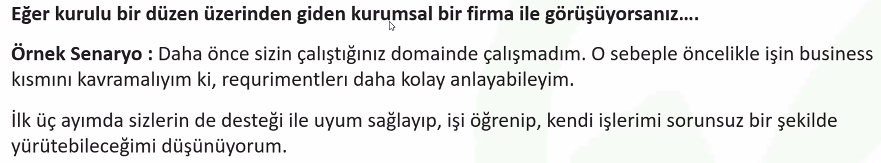 Eğer kurulu bir düzen üzerinden giden kurumsal bir firma ile görüşüyorsanız....
Örnek Senaryo : Daha önce sizin çalıştığınız domainde çalışmadım. O sebeple öncelikle işin business
kısmını kavramalıyım ki, requrimentlerı daha kolay anlayabileyim.
İlk üç ayımda sizlerin de desteği ile uyum sağlayıp, işi öğrenip, kendi işlerimi sorunsuz bir şekilde
yürütebileceğimi düşünüyorum.